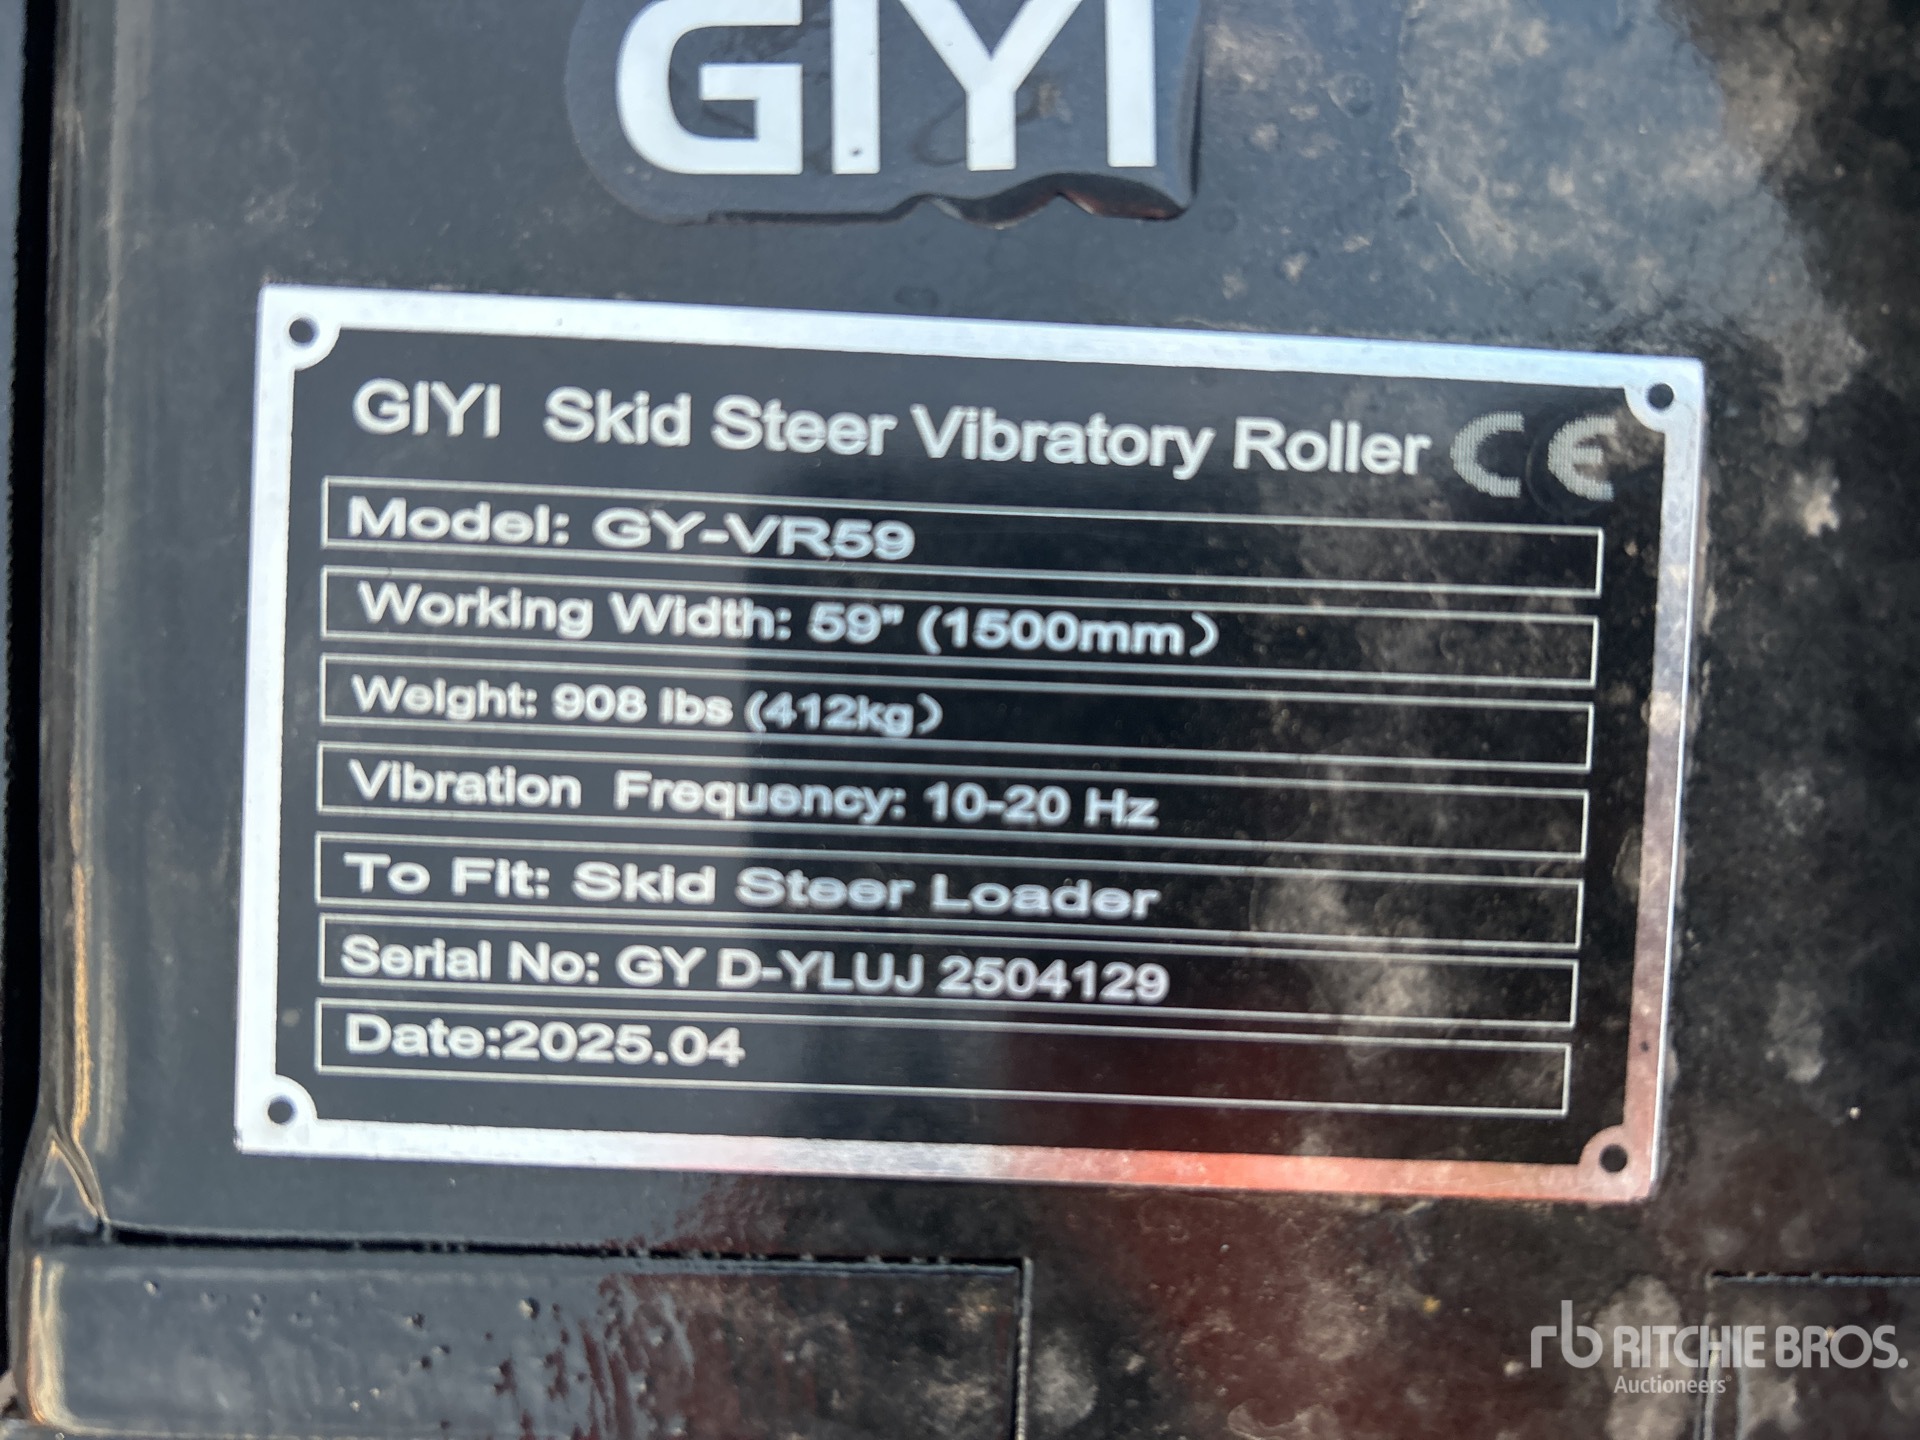 GIYI
GIYI Skid Steer Vibratory Roller CE
Model: GY-VR59
Working Width: 59" (1500mm）
Weight: 908 lbs (412kg）
Vibration Frequency: 10-20 Hz
To Fit: Skid Steer Loader
Serial No: GY D-YLUJ 2504129
Date:2025.04
rb RITCHIE BROS.
Auctioneers